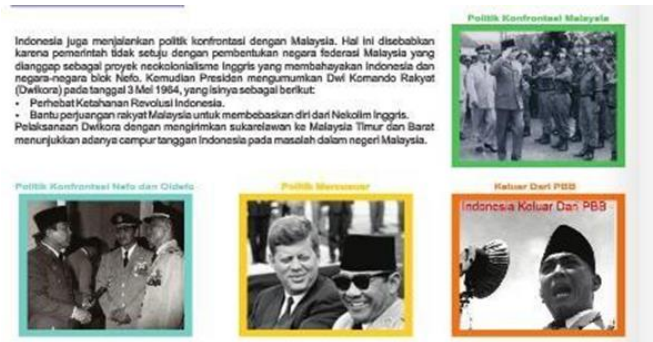 Politik Konfrontasi Malaysia
Indonesia juga menjalankan politik konfrontasi dengan Malaysia. Hal ini disebabkan
karena pemerintah tidak setuju dengan pembentukan negara federasi Malaysia yang
dianggap sebagai proyek neokolonialisme Inggris yang membahayakan Indonesia dan
negara-negara blok Nefo. Kemudian Presiden mengumumkan Dwi Komando Rakyat
(Dwikora) pada tanggal 3 Mei 1964, yang isinya sebagai berikut:
• Perhebat Ketahanan Revolusi Indonesia.
• Bantu perjuangan rakyat Malaysia untuk membebaskan diri dari Nekolim Inggris.
Pelaksanaan Dwikora dengan mengirimkan sukarelawan ke Malaysia Timur dan Barat
menunjukkan adanya campur tanggan Indonesia pada masalah dalam negeri Malaysia.
Politik Konfrontasi Nefo dan Oldefo
Politik Mercusuar
Keluar Dari PBB
Indonesia Keluar Dari PBB